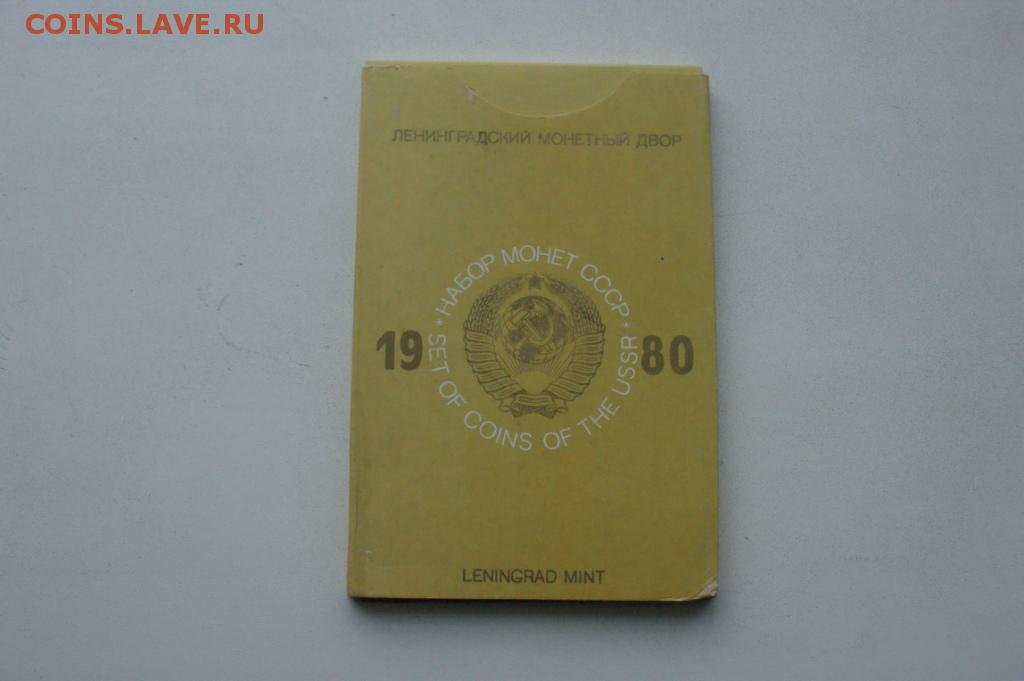 COINS.LAVE.RU
ЛЕНИНГРАДСКИЙ МОНЕТНЫЙ ДВОР
* НАБОР МОНЕТ СССР *
19 80
SET OF COINS OF THE USSR
LENINGRAD MINT